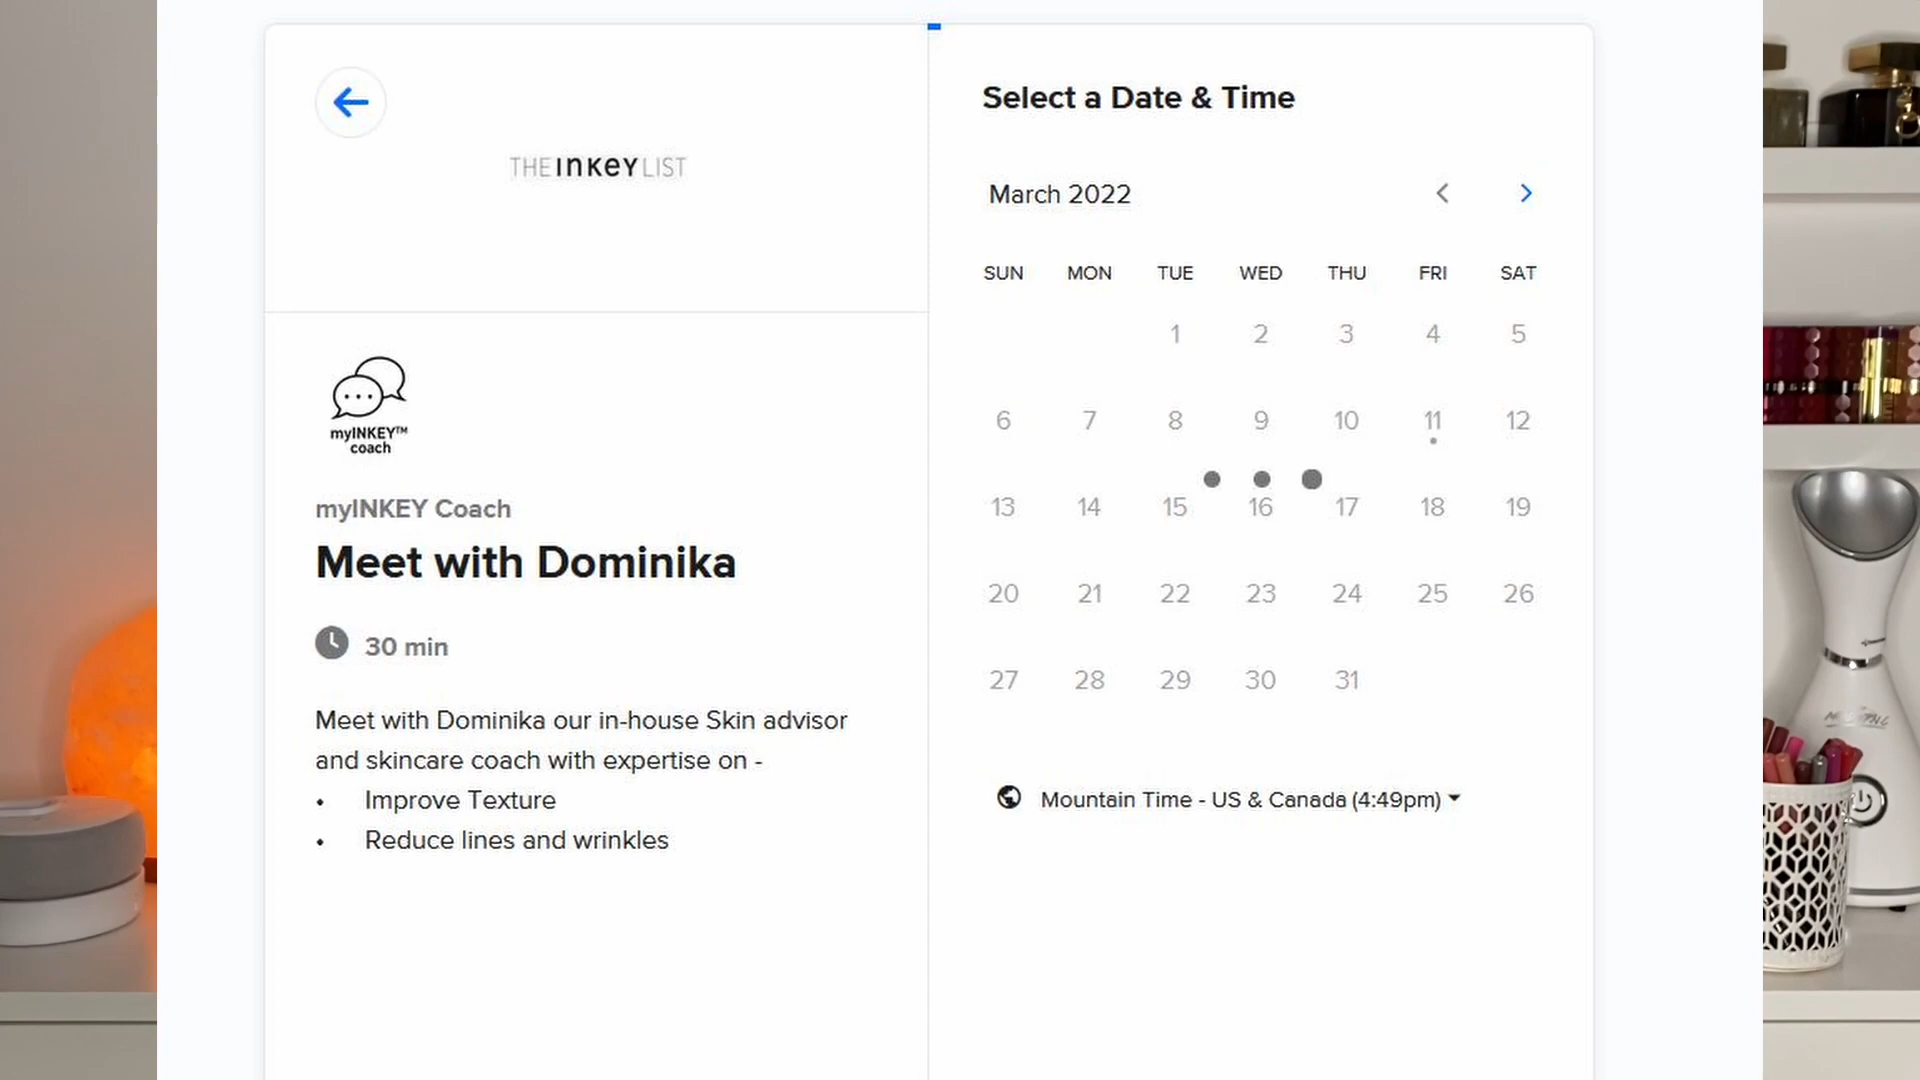 THE INKEY LIST
myINKEY™
coach
myINKEY Coach
Meet with Dominika
30 min
Meet with Dominika our in-house Skin advisor
and skincare coach with expertise on -
• Improve Texture
• Reduce lines and wrinkles
Select a Date & Time
March 2022
SUN MON TUE WED THU FRI SAT
1 2 3 4 5
6 7 8 9 10 11 12
13 14 15 16 17 18 19
20 21 22 23 24 25 26
27 28 29 30 31
Mountain Time - US & Canada (4:49pm)